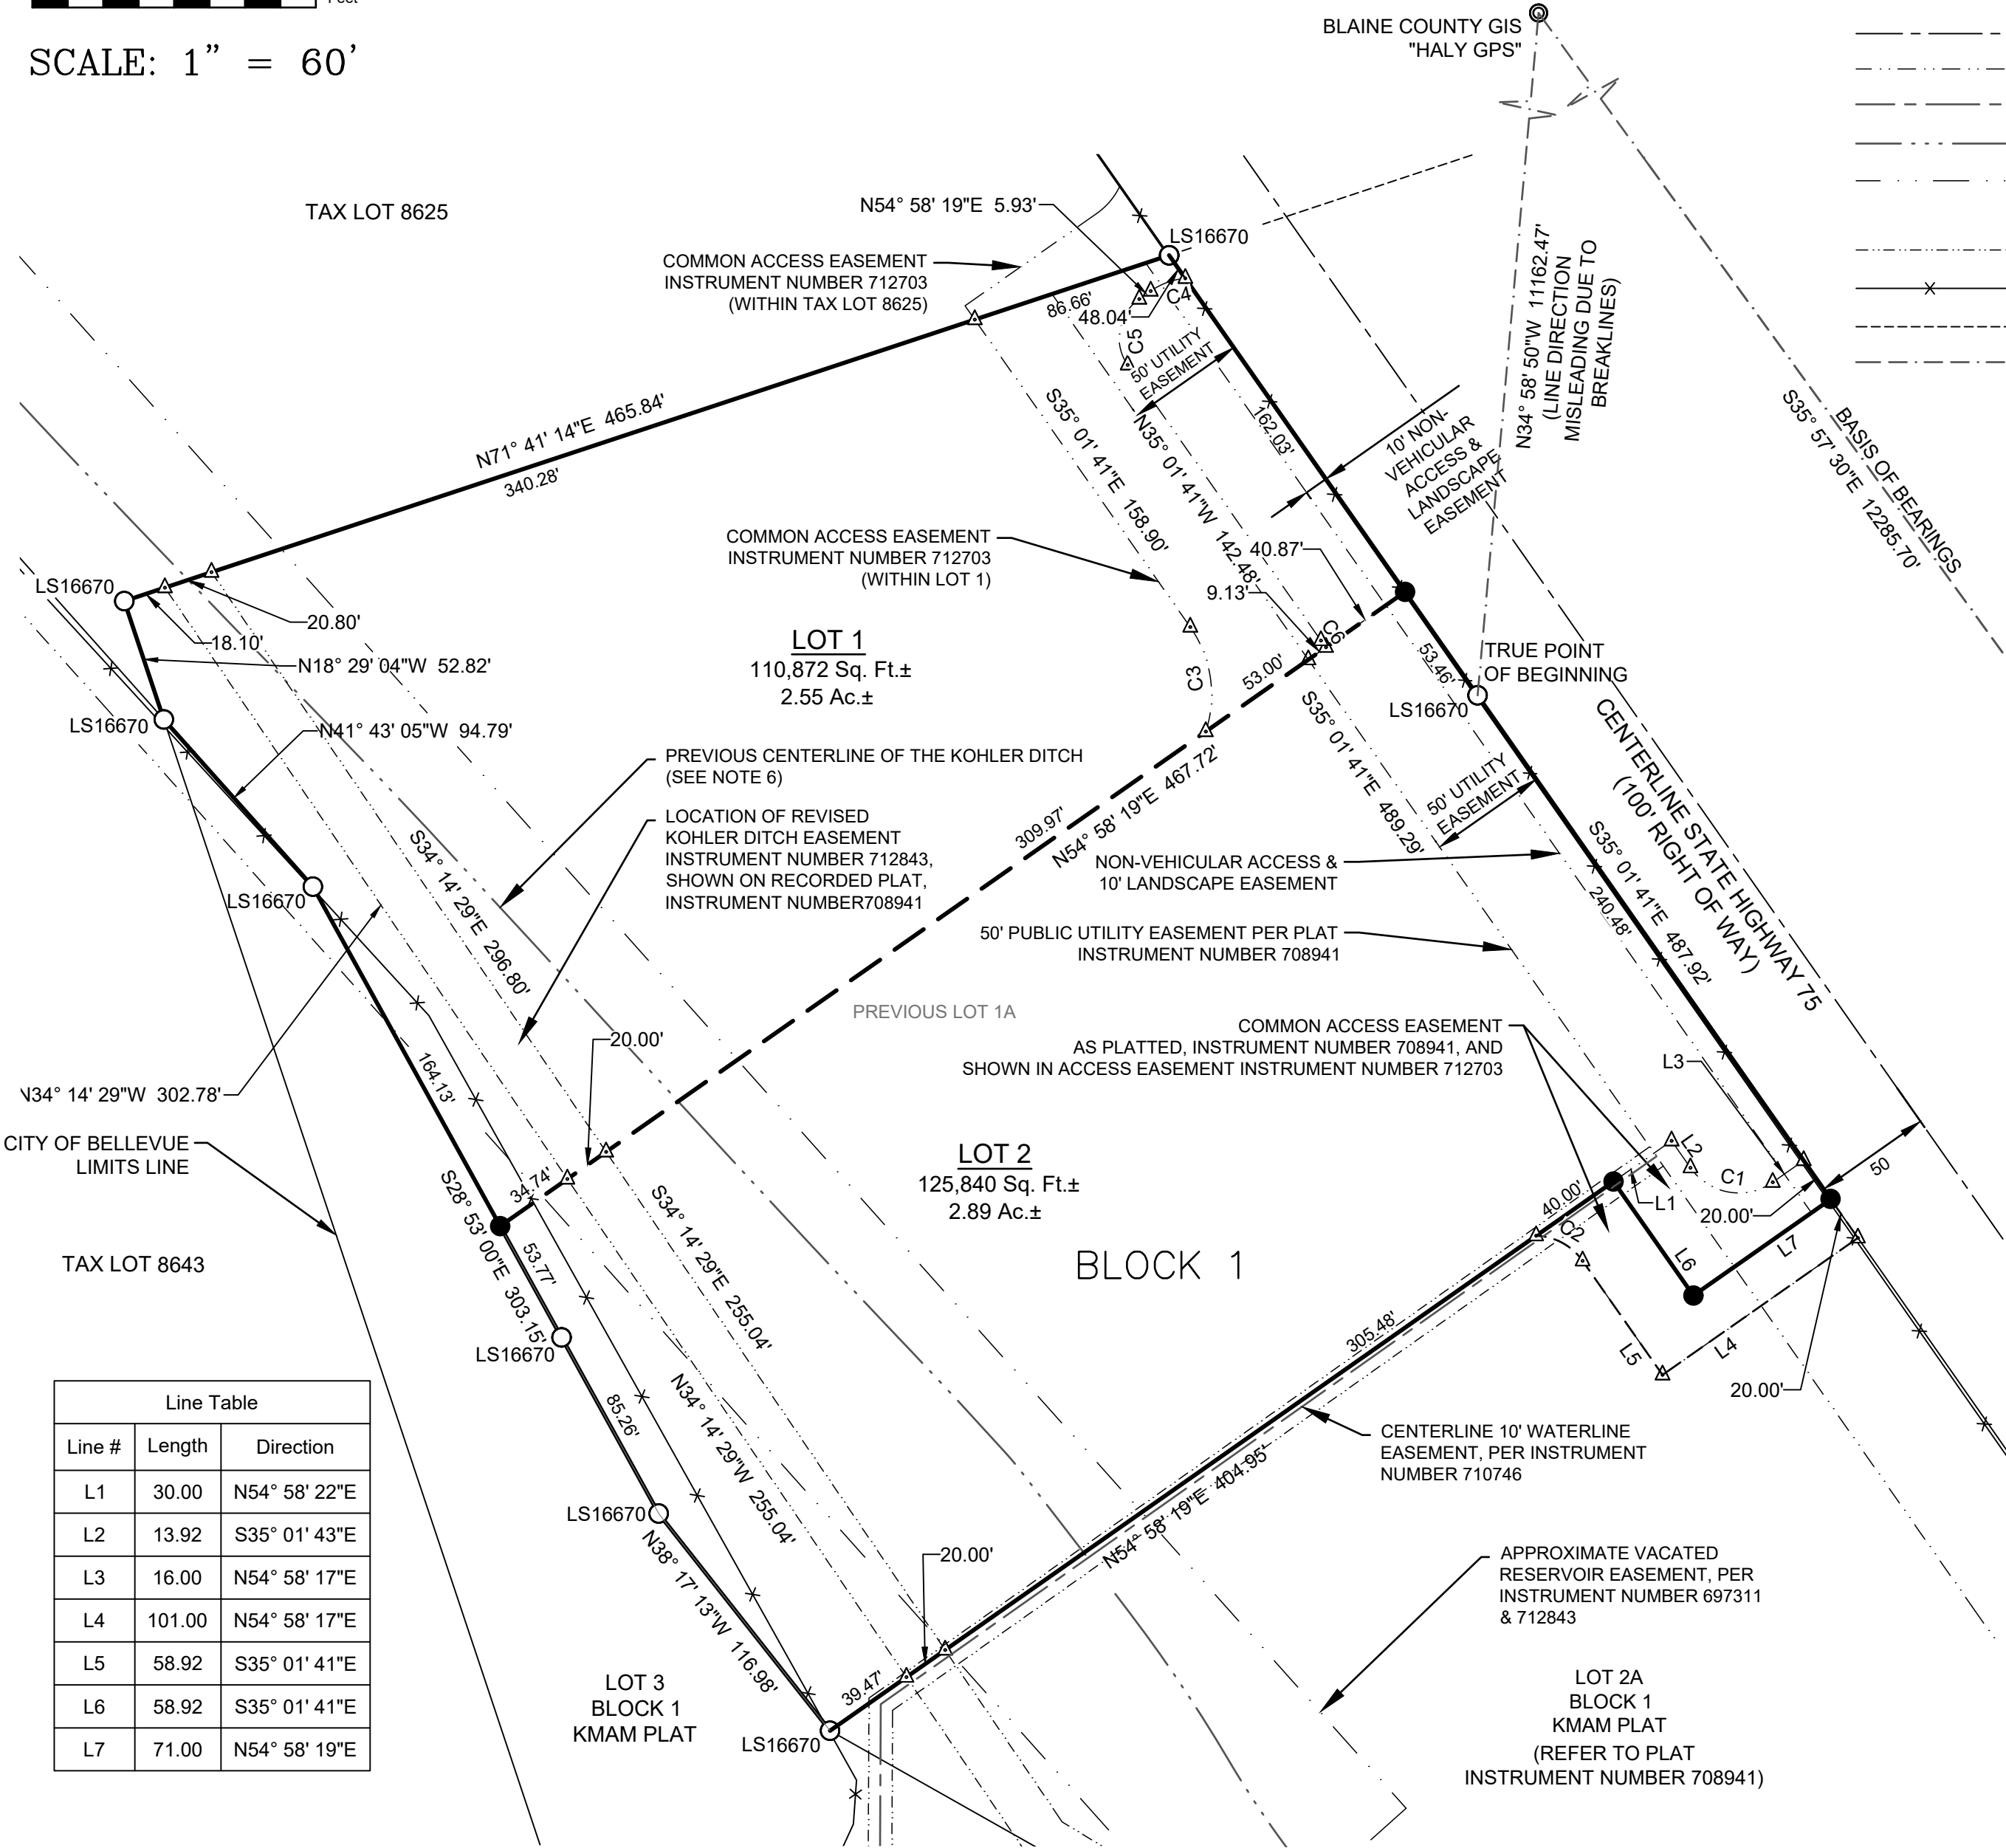 Feet
SCALE: 1” = 60’
BLAINE COUNTY GIS
"HALY GPS"
TAX LOT 8625
N54° 58' 19"E 5.93'
LS16670
COMMON ACCESS EASEMENT
INSTRUMENT NUMBER 712703
(WITHIN TAX LOT 8625)
86.66'
48.04'
C4
C5
50' UTILITY
EASEMENT
N34° 58' 50"W 11162.47'
(LINE DIRECTION
MISLEADING DUE TO
BREAKLINES)
BASIS OF BEARINGS
S35° 57' 30"E 12285.70'
N71° 41' 14"E 465.84'
340.28'
S35° 01' 41"E 158.90'
N35° 01' 41"W 142.48'
162.03'
10' NON-
VEHICULAR
ACCESS &
LANDSCAPE
EASEMENT
COMMON ACCESS EASEMENT
INSTRUMENT NUMBER 712703
(WITHIN LOT 1)
40.87'
9.13'
C6
LS16670
20.80'
18.10'
N18° 29' 04"W 52.82'
LOT 1
110,872 Sq. Ft.±
2.55 Ac.±
C3
53.00'
53.46'
TRUE POINT
OF BEGINNING
LS16670
LS16670
N41° 43' 05"W 94.79'
PREVIOUS CENTERLINE OF THE KOHLER DITCH
(SEE NOTE 6)
LOCATION OF REVISED
KOHLER DITCH EASEMENT
INSTRUMENT NUMBER 712843,
SHOWN ON RECORDED PLAT,
INSTRUMENT NUMBER708941
309.97'
N54° 58' 19"E 467.72'
S35° 01' 41"E 489.29'
50' UTILITY
EASEMENT
CENTERLINE STATE HIGHWAY 75
(100' RIGHT OF WAY)
S35° 01' 41"E 487.92'
240.48'
NON-VEHICULAR ACCESS &
10' LANDSCAPE EASEMENT
LS16670
S34° 14' 29"E 296.80'
50' PUBLIC UTILITY EASEMENT PER PLAT
INSTRUMENT NUMBER 708941
PREVIOUS LOT 1A
COMMON ACCESS EASEMENT
AS PLATTED, INSTRUMENT NUMBER 708941, AND
SHOWN IN ACCESS EASEMENT INSTRUMENT NUMBER 712703
L3
20.00'
164.13'
N34° 14' 29"W 302.78'
CITY OF BELLEVUE
LIMITS LINE
LOT 2
125,840 Sq. Ft.±
2.89 Ac.±
BLOCK 1
L2
C1
L1
20.00'
50
40.00'
C2
L6
L7
34.74'
S28° 53' 00"E 303.15'
53.77'
S34° 14' 29"E 255.04'
TAX LOT 8643
LS16670
305.48'
L5
L4
20.00'
85.26'
N34° 14' 29"W 255.04'
Line Table
Line # Length Direction
L1 30.00 N54° 58' 22"E
L2 13.92 S35° 01' 43"E
L3 16.00 N54° 58' 17"E
L4 101.00 N54° 58' 17"E
L5 58.92 S35° 01' 41"E
L6 58.92 S35° 01' 41"E
L7 71.00 N54° 58' 19"E
CENTERLINE 10' WATERLINE
EASEMENT, PER INSTRUMENT
NUMBER 710746
N54° 58' 19"E 404.95'
LS16670
N38° 17' 13"W 116.98'
20.00'
APPROXIMATE VACATED
RESERVOIR EASEMENT, PER
INSTRUMENT NUMBER 697311
& 712843
LOT 3
BLOCK 1
KMAM PLAT
39.47'
LS16670
LOT 2A
BLOCK 1
KMAM PLAT
(REFER TO PLAT
INSTRUMENT NUMBER 708941)